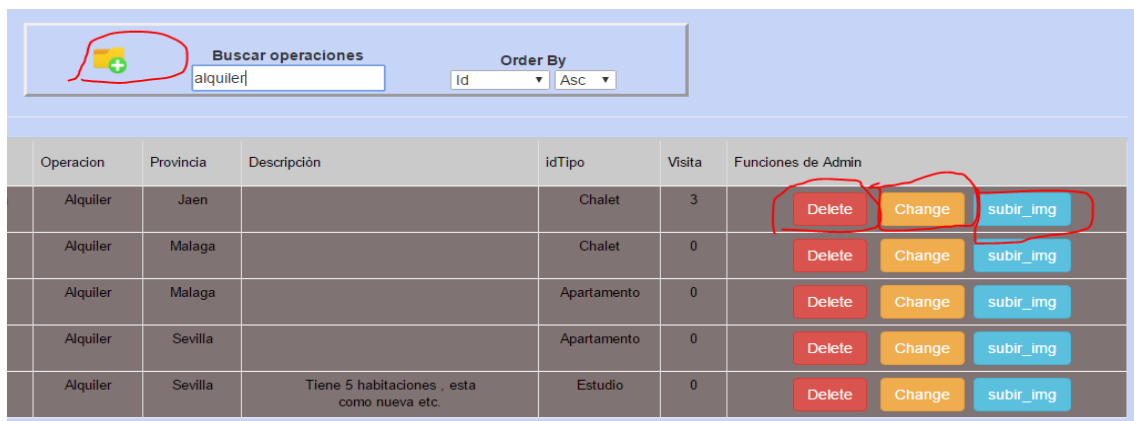 Buscar operaciones
Order By
alquiler
Id Asc
Operacion Provincia Descripción idTipo Visita Funciones de Admin
Alquiler Jaen Chalet 3 Delete Change subir_img
Alquiler Malaga Chalet 0 Delete Change subir_img
Alquiler Malaga Apartamento 0 Delete Change subir_img
Alquiler Sevilla Apartamento 0 Delete Change subir_img
Alquiler Sevilla Tiene 5 habitaciones , esta Estudio 0 Delete Change subir_img
como nueva etc.